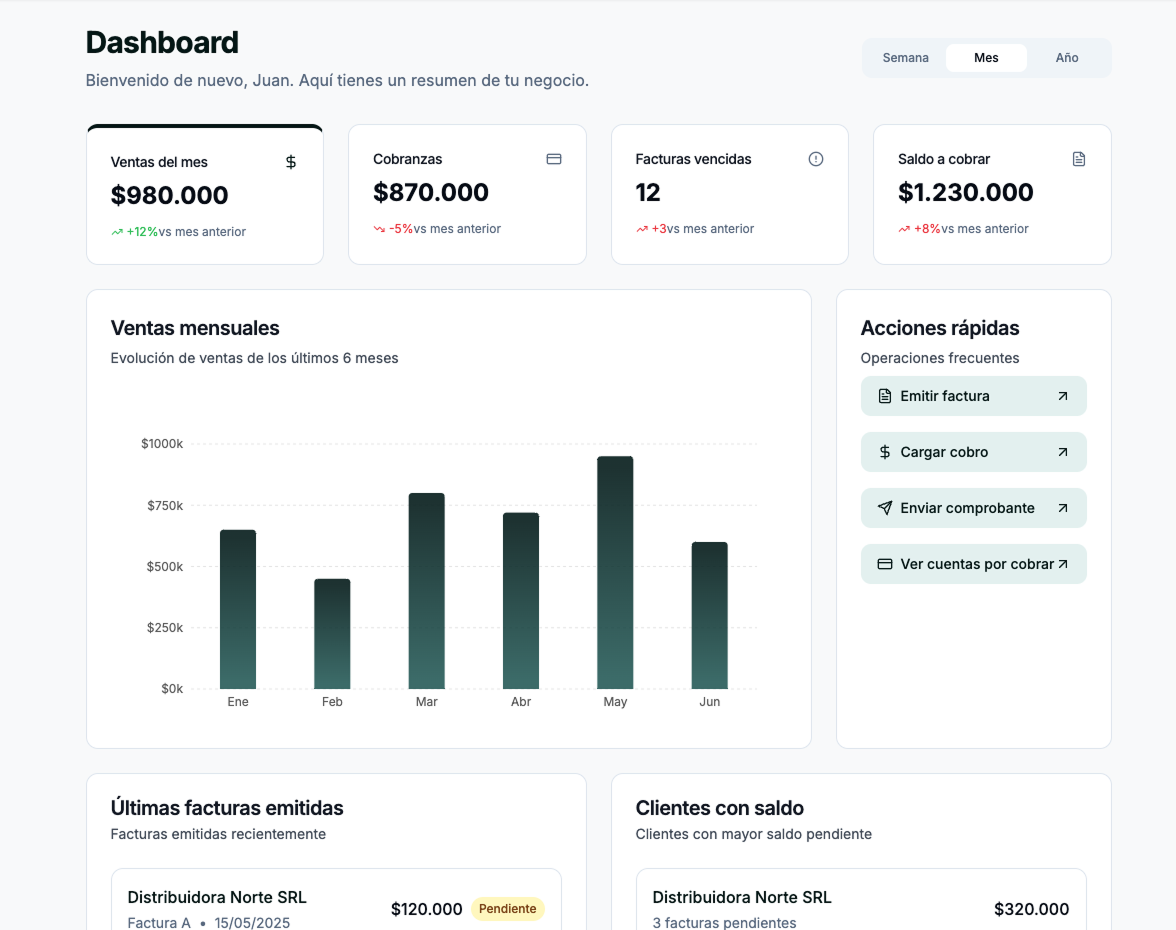 Dashboard
Bienvenido de nuevo, Juan. Aquí tienes un resumen de tu negocio.
Semana Mes Año
Ventas del mes
$980.000
+12%vs mes anterior
Cobranzas
$870.000
-5%vs mes anterior
Facturas vencidas
12
+3vs mes anterior
Saldo a cobrar
$1.230.000
+8%vs mes anterior
Ventas mensuales
Evolución de ventas de los últimos 6 meses
$1000k
$750k
$500k
$250k
$0k
Ene Feb Mar Abr May Jun
Acciones rápidas
Operaciones frecuentes
Emitir factura
Cargar cobro
Enviar comprobante
Ver cuentas por cobrar
Últimas facturas emitidas
Facturas emitidas recientemente
Distribuidora Norte SRL
Factura A • 15/05/2025
$120.000 Pendiente
Clientes con saldo
Clientes con mayor saldo pendiente
Distribuidora Norte SRL
3 facturas pendientes
$320.000